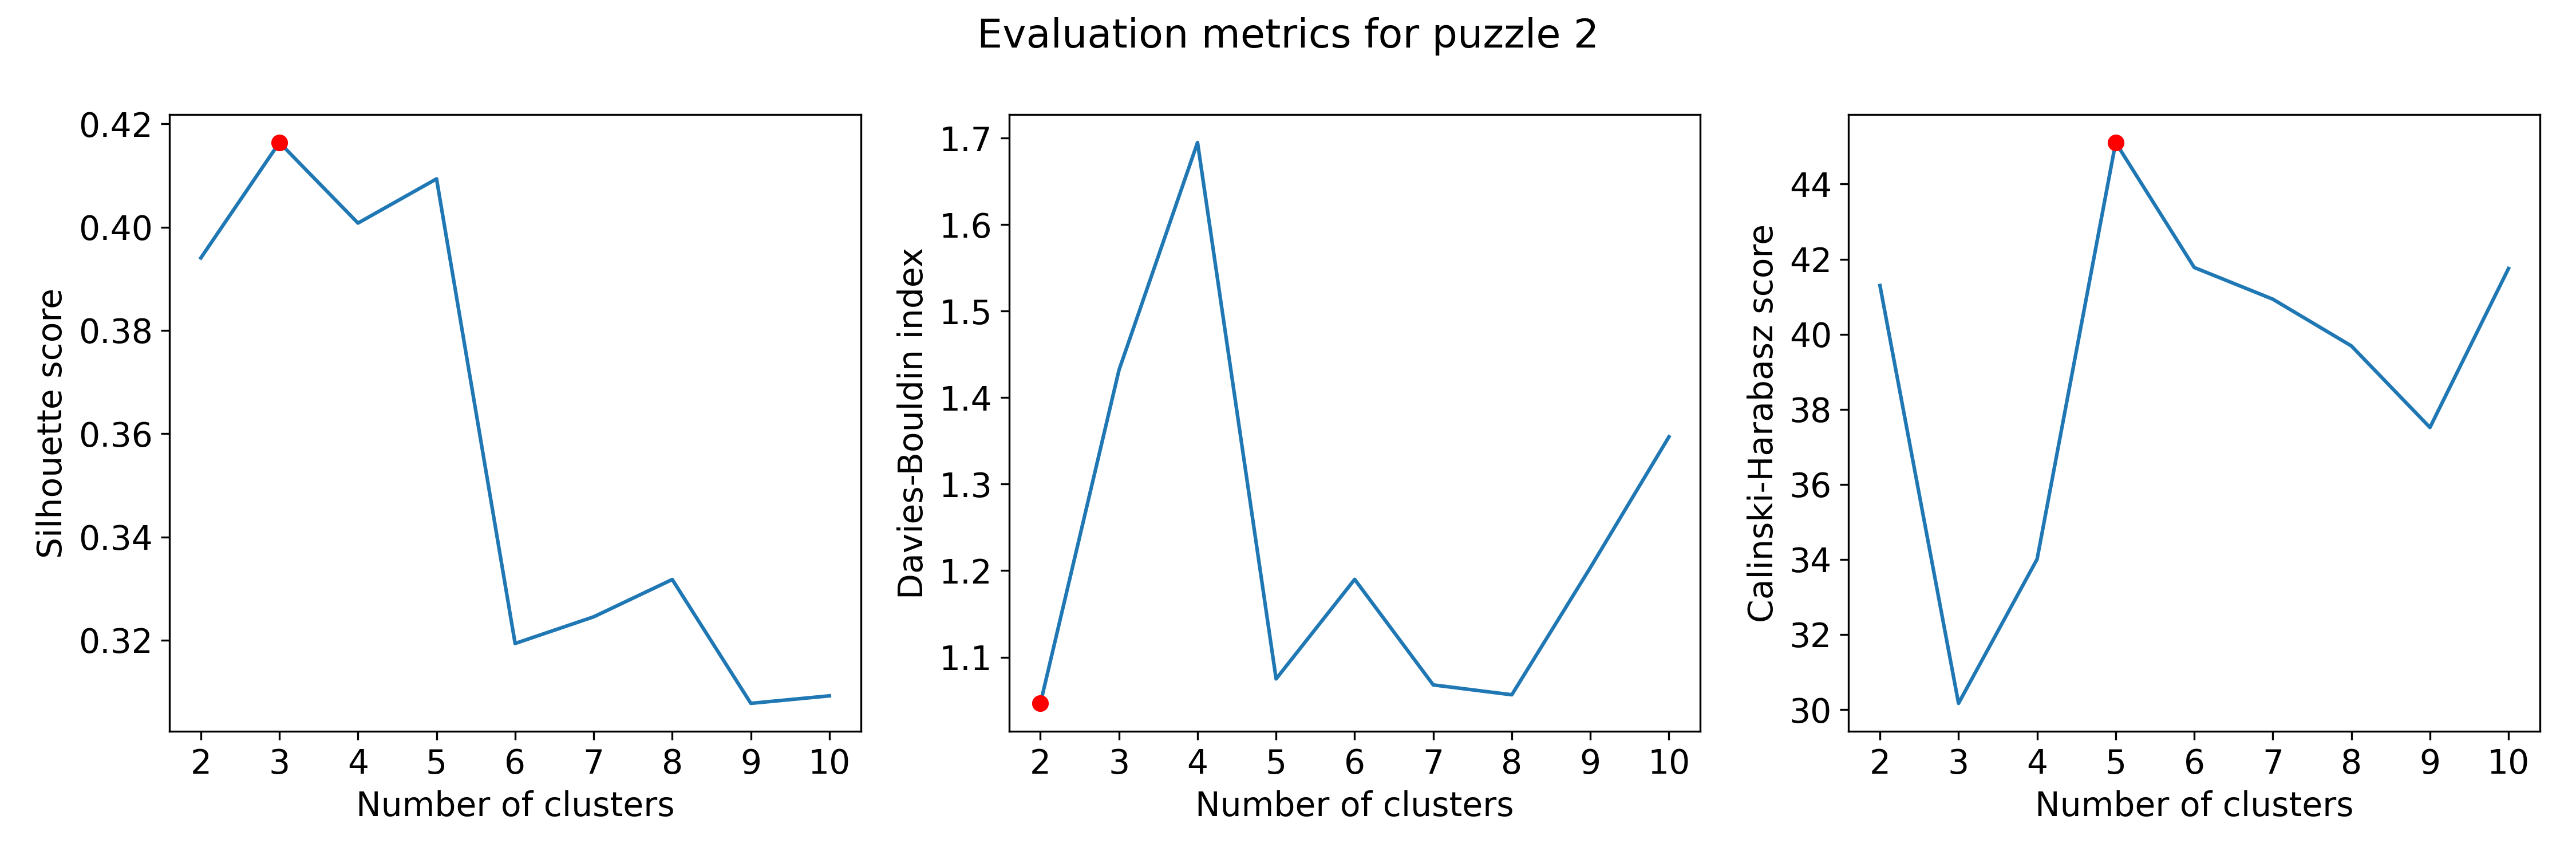 Evaluation metrics for puzzle 2
Silhouette score
0.42
0.40
0.38
0.36
0.34
0.32
2 3 4 5 6 7 8 9 10
Number of clusters
Davies-Bouldin index
1.7
1.6
1.5
1.4
1.3
1.2
1.1
2 3 4 5 6 7 8 9 10
Number of clusters
Calinski-Harabasz score
44
42
40
38
36
34
32
30
2 3 4 5 6 7 8 9 10
Number of clusters